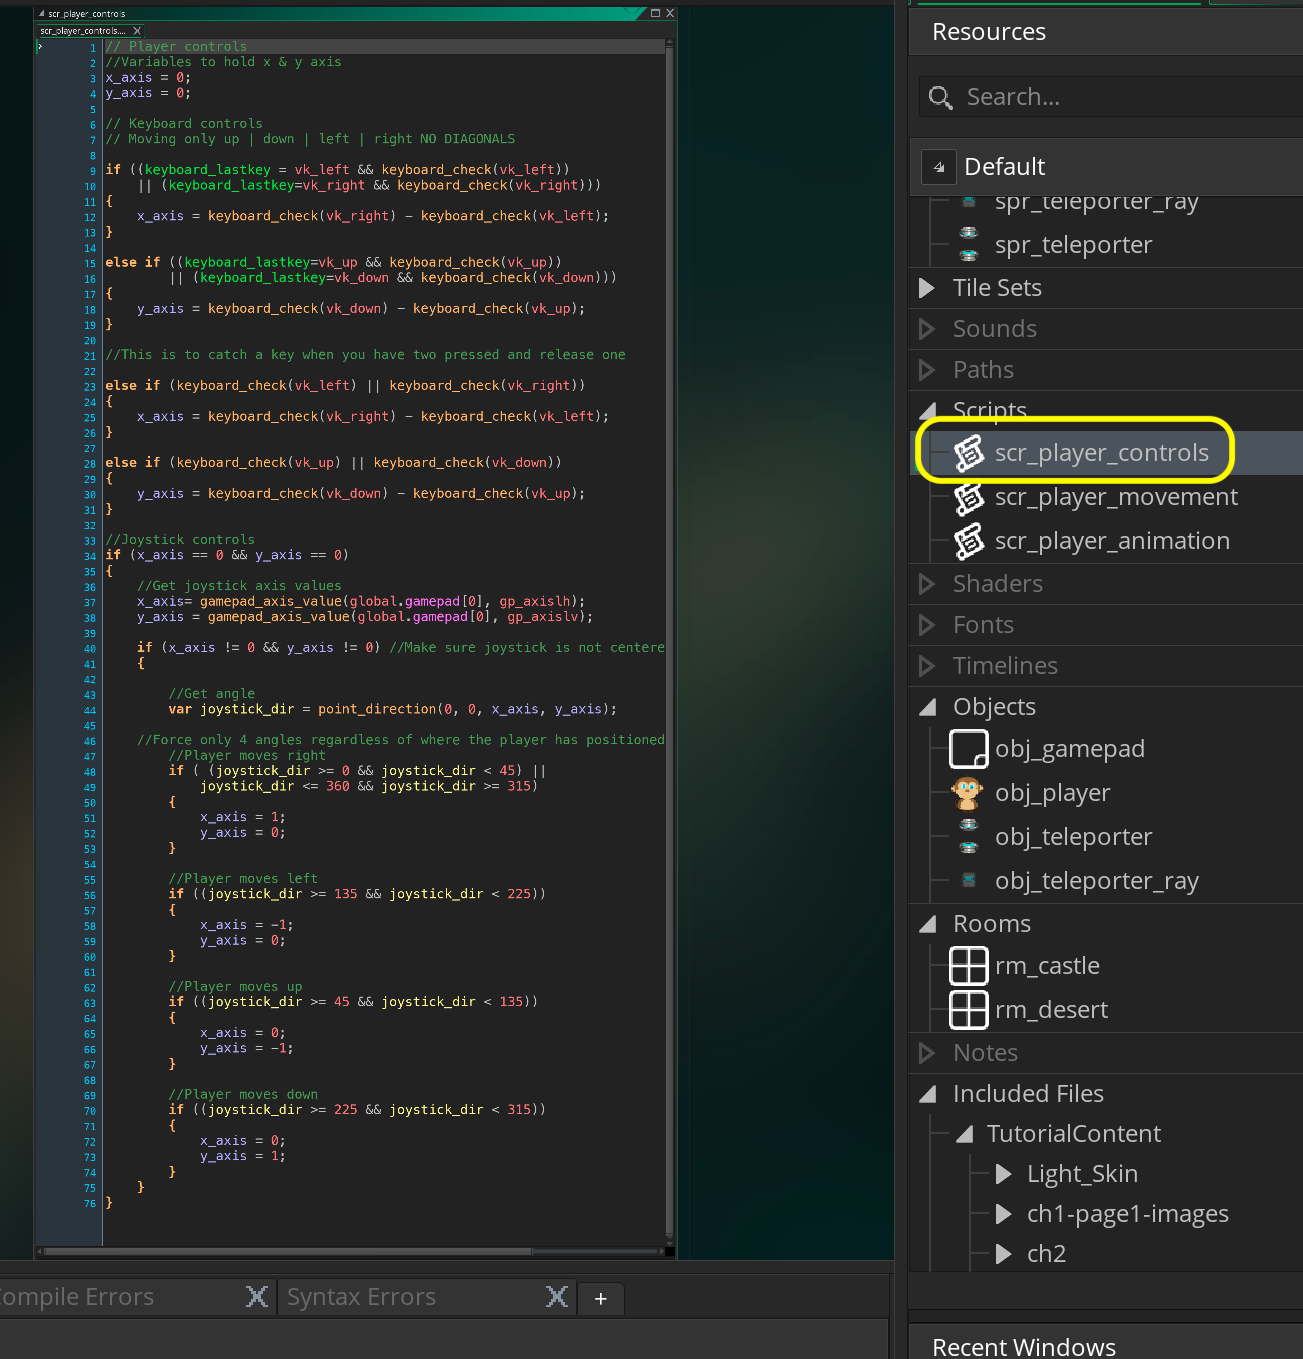 scr_player_controls
scr_player_controls....
1 // Player controls
2 //Variables to hold x & y axis
3 x_axis = 0;
4 y_axis = 0;
5
6 // Keyboard controls
7 // Moving only up | down | left | right NO DIAGONALS
8
9 if ((keyboard_lastkey = vk_left && keyboard_check(vk_left))
10 || (keyboard_lastkey=vk_right && keyboard_check(vk_right)))
11 {
12 x_axis = keyboard_check(vk_right) - keyboard_check(vk_left);
13 }
14
15 else if ((keyboard_lastkey=vk_up && keyboard_check(vk_up))
16 || (keyboard_lastkey=vk_down && keyboard_check(vk_down)))
17 {
18 y_axis = keyboard_check(vk_down) - keyboard_check(vk_up);
19 }
20
21 //This is to catch a key when you have two pressed and release one
22
23 else if (keyboard_check(vk_left) || keyboard_check(vk_right))
24 {
25 x_axis = keyboard_check(vk_right) - keyboard_check(vk_left);
26 }
27
28 else if (keyboard_check(vk_up) || keyboard_check(vk_down))
29 {
30 y_axis = keyboard_check(vk_down) - keyboard_check(vk_up);
31 }
32
33 //Joystick controls
34 if (x_axis == 0 && y_axis == 0)
35 {
36 //Get joystick axis values
37 x_axis= gamepad_axis_value(global.gamepad[0], gp_axislh);
38 y_axis = gamepad_axis_value(global.gamepad[0], gp_axislv);
39
40 if (x_axis != 0 && y_axis != 0) //Make sure joystick is not centere
41 {
42
43 //Get angle
44 var joystick_dir = point_direction(0, 0, x_axis, y_axis);
45
46 //Force only 4 angles regardless of where the player has positioned
47 //Player moves right
48 if ( (joystick_dir >= 0 && joystick_dir < 45) ||
49 joystick_dir <= 360 && joystick_dir >= 315)
50 {
51 x_axis = 1;
52 y_axis = 0;
53 }
54
55 //Player moves left
56 if ((joystick_dir >= 135 && joystick_dir < 225))
57 {
58 x_axis = -1;
59 y_axis = 0;
60 }
61
62 //Player moves up
63 if ((joystick_dir >= 45 && joystick_dir < 135))
64 {
65 x_axis = 0;
66 y_axis = -1;
67 }
68
69 //Player moves down
70 if ((joystick_dir >= 225 && joystick_dir < 315))
71 {
72 x_axis = 0;
73 y_axis = 1;
74 }
75 }
76 }
ompile Errors
Syntax Errors
+
Resources
Search...
Default
spr_teleporter_ray
spr_teleporter
Tile Sets
Sounds
Paths
Scripts
scr_player_controls
scr_player_movement
scr_player_animation
Shaders
Fonts
Timelines
Objects
obj_gamepad
obj_player
obj_teleporter
obj_teleporter_ray
Rooms
rm_castle
rm_desert
Notes
Included Files
TutorialContent
Light_Skin
ch1-page1-images
ch2
Recent Windows